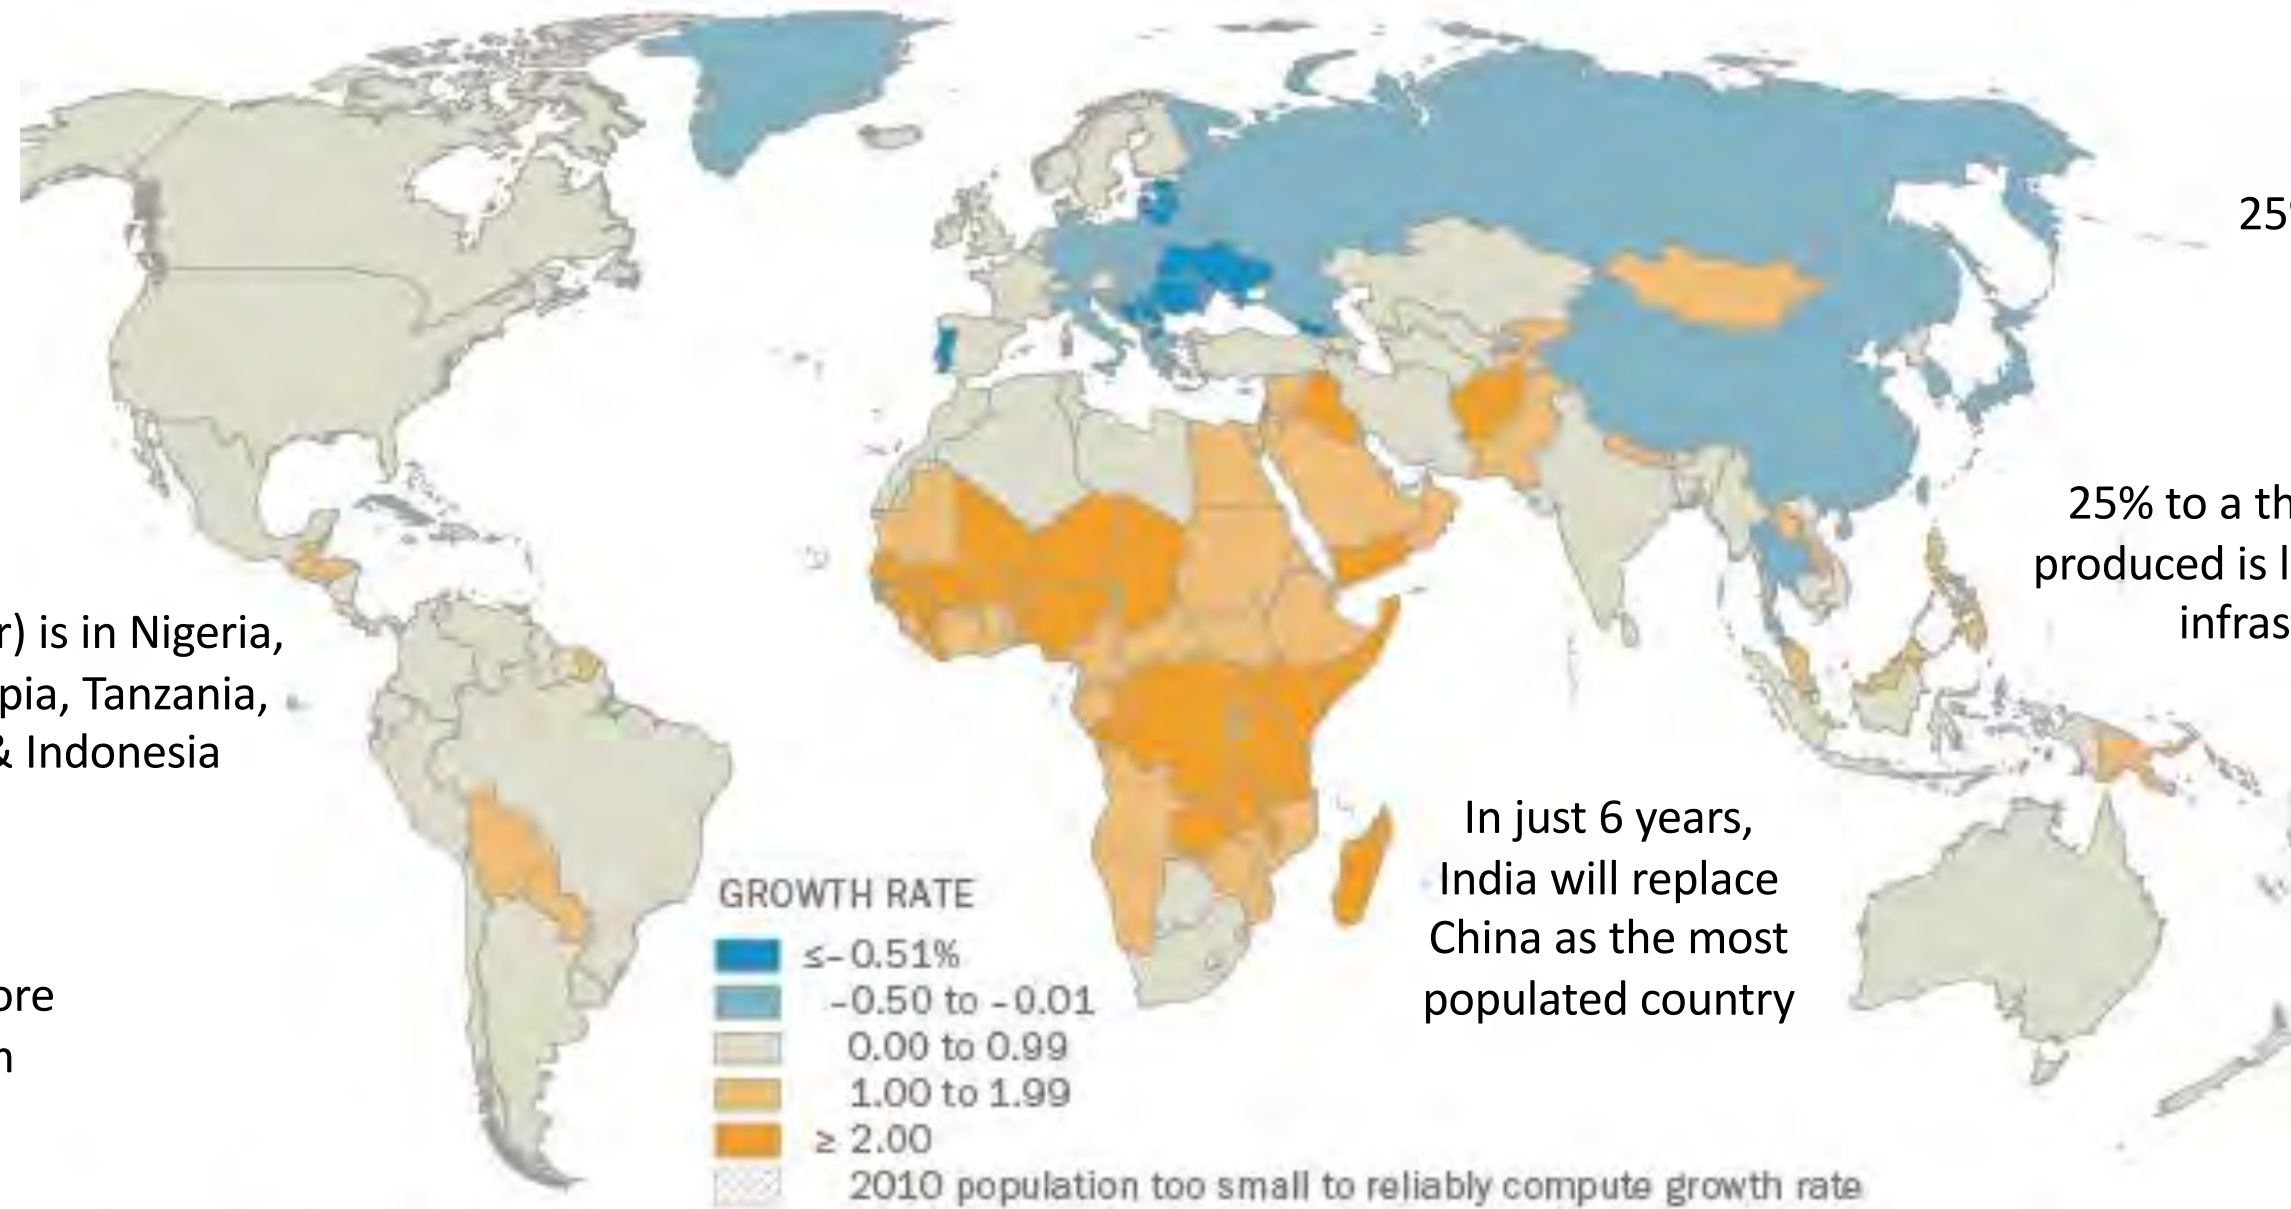 25
25% to a th
produced is l
infras
r) is in Nigeria,
pia, Tanzania,
& Indonesia
In just 6 years,
India will replace
China as the most
populated country
ore
GROWTH RATE
≤-0.51%
-0.50 to -0.01
0.00 to 0.99
1.00 to 1.99
≥ 2.00
2010 population too small to reliably compute growth rate